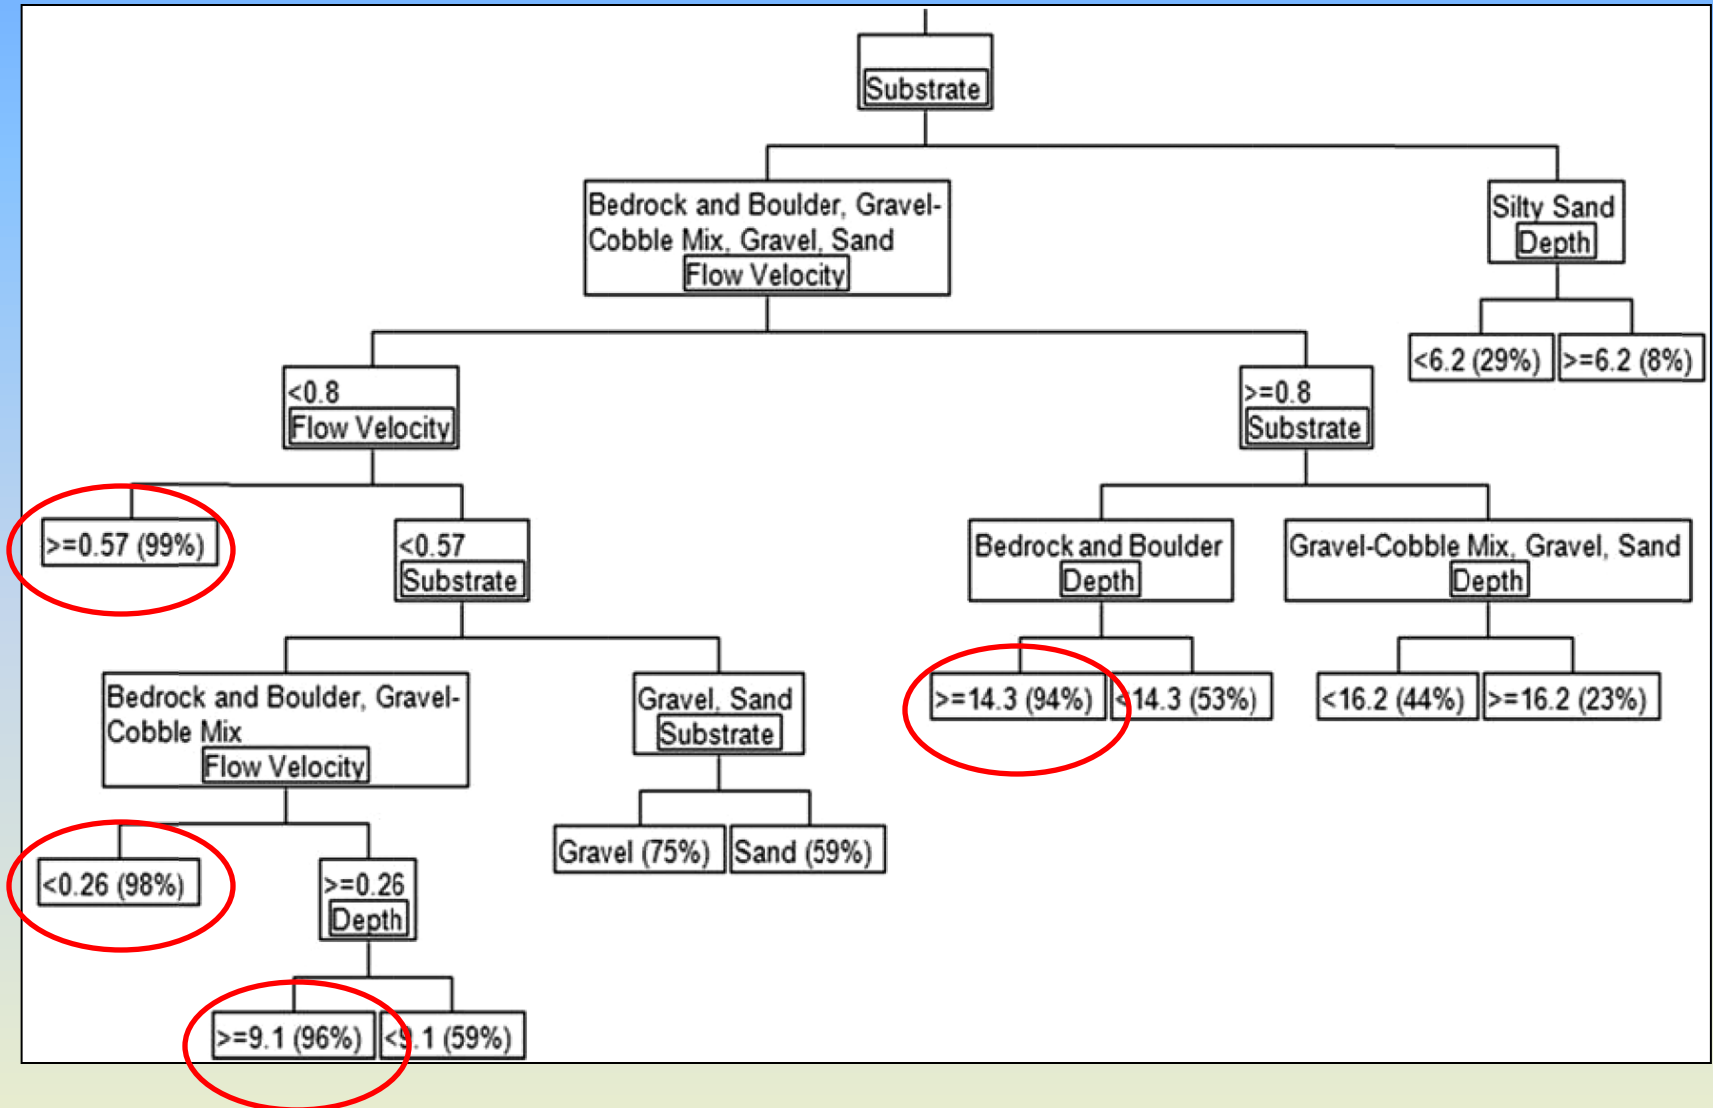 Substrate
Bedrock and Boulder, Gravel-
Cobble Mix, Gravel, Sand
Flow Velocity
Silty Sand
Depth
<6.2 (29%)
>=6.2 (8%)
<0.8
Flow Velocity
>=0.8
Substrate
>=0.57 (99%)
<0.57
Substrate
Bedrock and Boulder
Depth
Gravel-Cobble Mix, Gravel, Sand
Depth
Bedrock and Boulder, Gravel-
Cobble Mix
Flow Velocity
Gravel, Sand
Substrate
>=14.3 (94%)
<14.3 (53%)
<16.2 (44%)
>=16.2 (23%)
<0.26 (98%)
>=0.26
Depth
Gravel (75%)
Sand (59%)
>=9.1 (96%)
<9.1 (59%)